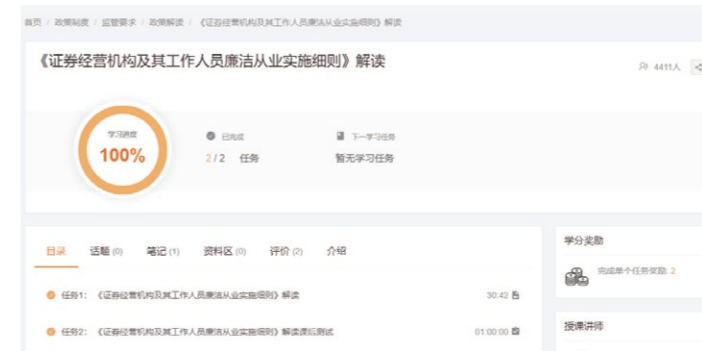 首页 / 政策制度 / 监管要求 / 政策解读 / 《证券经营机构及其工作人员廉洁从业实施细则》解读
《证券经营机构及其工作人员廉洁从业实施细则》解读
4411人
学习进度
100%
已完成
2 / 2 任务
下一学习任务
暂无学习任务
目录 话题 (0) 笔记 (1) 资料区 (0) 评价 (2) 介绍
任务1: 《证券经营机构及其工作人员廉洁从业实施细则》解读 30:42
任务2: 《证券经营机构及其工作人员廉洁从业实施细则》解读课后测试 01:00:00
学分奖励
完成单个任务奖励: 2
授课讲师